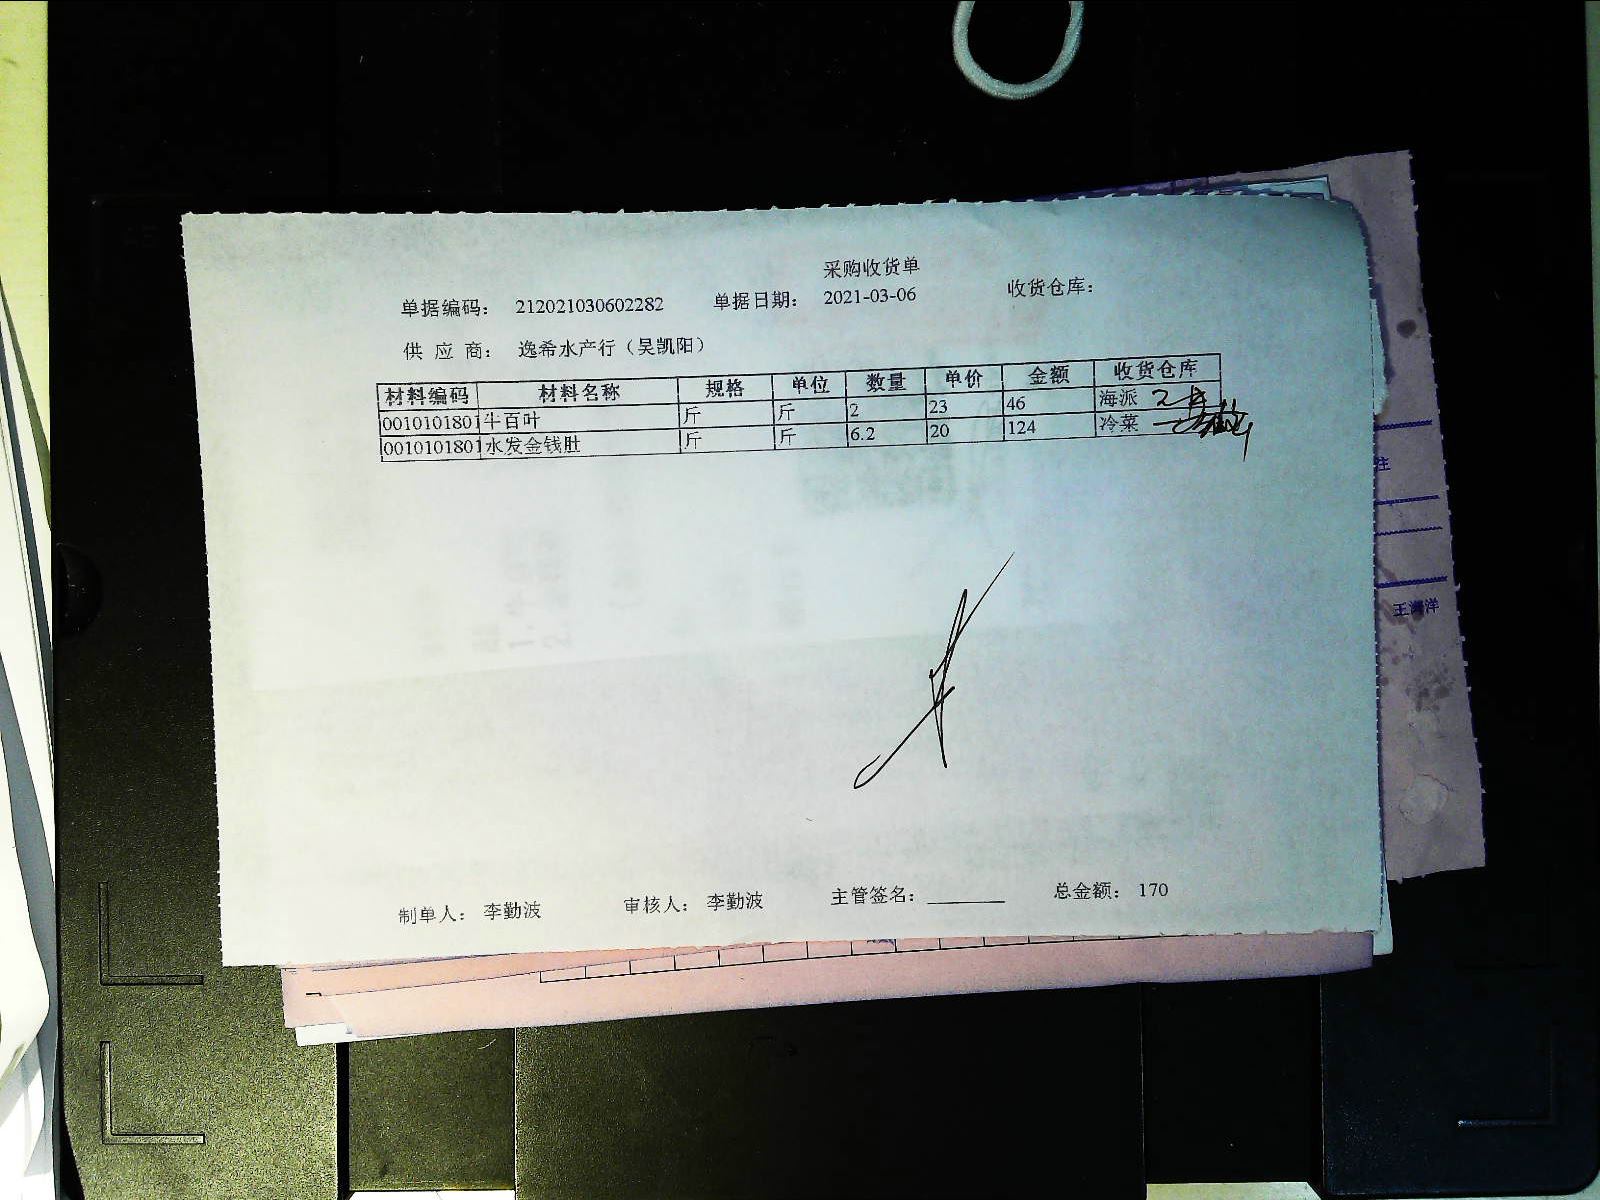 采购收货单
单据编码： 212021030602282 单据日期： 2021-03-06 收货仓库：
供 应 商： 逸希水产行（吴凯阳）
材料编码 材料名称 规格 单位 数量 单价 金额 收货仓库
0010101801 牛百叶 斤 斤 2 23 46 海派
0010101801 水发金钱肚 斤 斤 6.2 20 124 冷菜
注
王海洋
制单人： 李勤波 审核人： 李勤波 主管签名： 总金额： 170